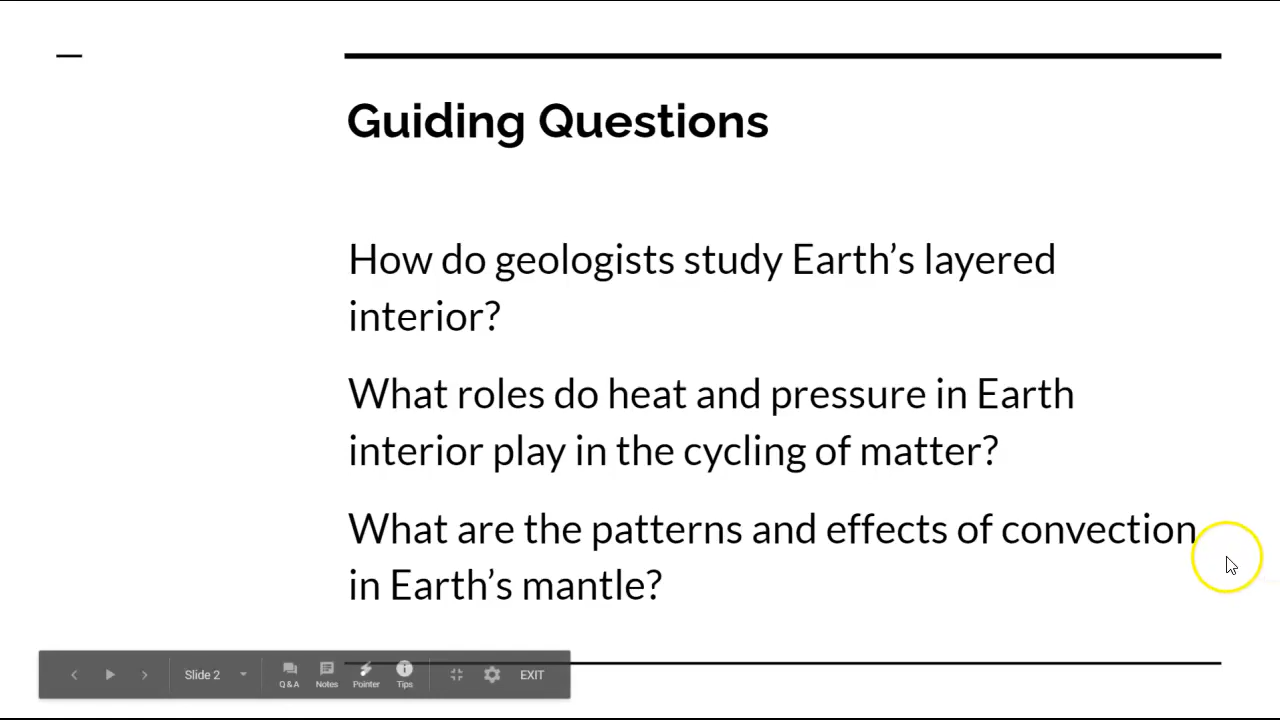 Guiding Questions
How do geologists study Earth’s layered
interior?
What roles do heat and pressure in Earth
interior play in the cycling of matter?
What are the patterns and effects of convection
in Earth’s mantle?
Slide 2
Q&A
Notes
Pointer
Tips
EXIT